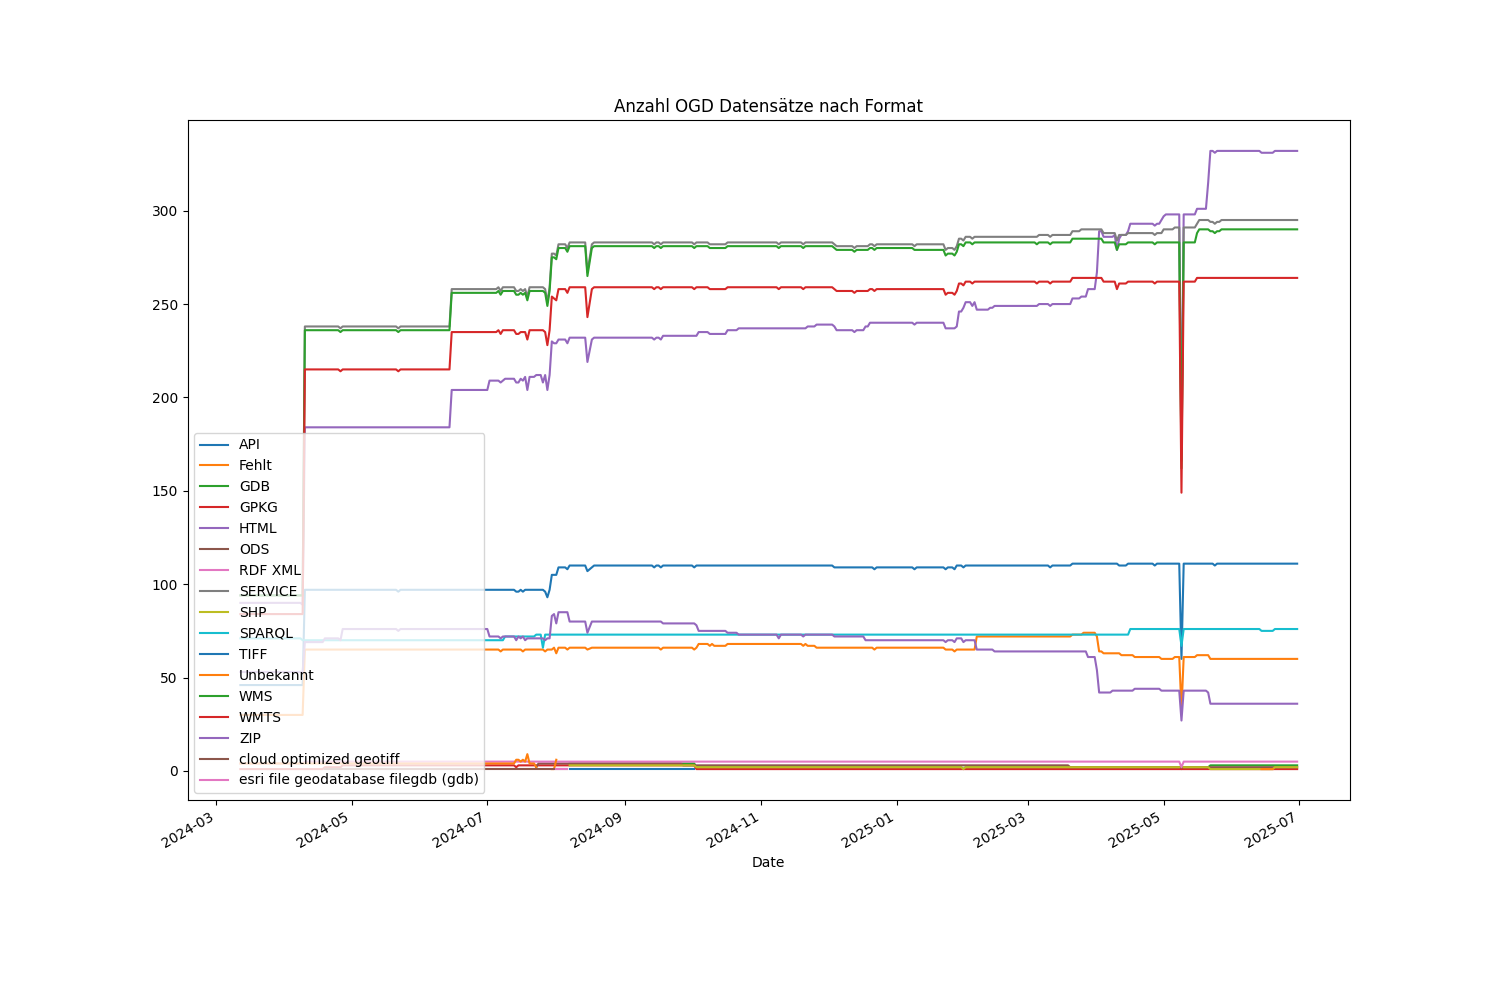 Anzahl OGD Datensätze nach Format
300
250
200
150
100
50
0
API
Fehlt
GDB
GPKG
HTML
ODS
RDF XML
SERVICE
SHP
SPARQL
TIFF
Unbekannt
WMS
WMTS
ZIP
cloud optimized geotiff
esri file geodatabase filegdb (gdb)
2024-03
2024-05
2024-07
2024-09
2024-11
2025-01
2025-03
2025-05
2025-07
Date